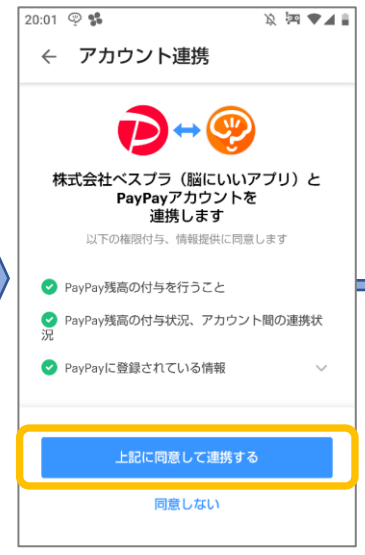 20:01
← アカウント連携
株式会社ベスプラ（脳にいいアプリ）と
PayPayアカウントを
連携します
以下の権限付与、情報提供に同意します
PayPay残高の付与を行うこと
PayPay残高の付与状況、アカウント間の連携状
況
PayPayに登録されている情報
上記に同意して連携する
同意しない